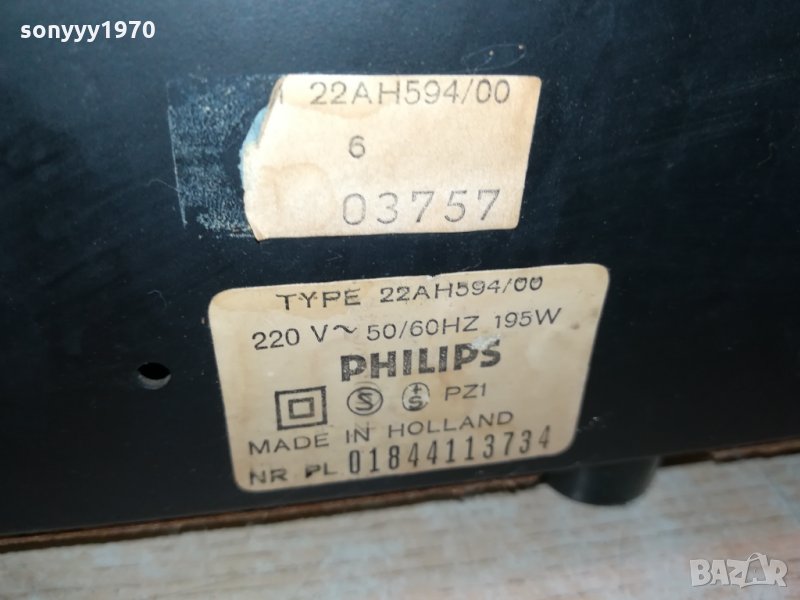 sonyyy1970
22AH594/00
6
03757
TYPE 22AH594/00
220 V~ 50/60HZ 195W
PHILIPS
S +S PZ1
MADE IN HOLLAND
NR PL 01844113734
BAZAR